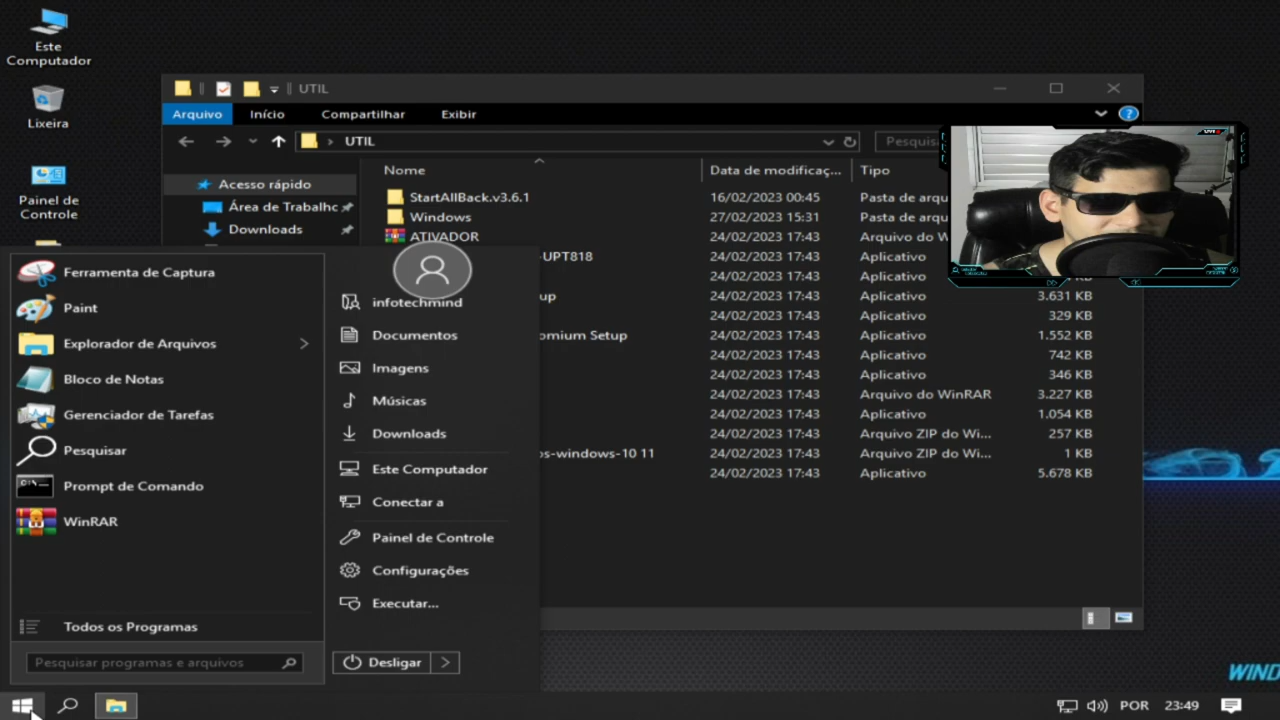 Este
Computador
Lixeira
Painel de
Controle
UTIL
Arquivo
Início
Compartilhar
Exibir
UTIL
Nome
Data de modificaç...
Tipo
Acesso rápido
Área de Trabalho
Downloads
StartAllBack.v3.6.1 16/02/2023 00:45 Pasta de arqu
Windows 27/02/2023 15:31 Pasta de arqu
ATIVADOR 24/02/2023 17:43 Arquivo do W
-UPT818 24/02/2023 17:43 Aplicativo
24/02/2023 17:43 Aplicativo
up 24/02/2023 17:43 Aplicativo 3.631 KB
24/02/2023 17:43 Aplicativo 329 KB
omium Setup 24/02/2023 17:43 Aplicativo 1.552 KB
24/02/2023 17:43 Aplicativo 742 KB
24/02/2023 17:43 Aplicativo 346 KB
24/02/2023 17:43 Arquivo do WinRAR 3.227 KB
24/02/2023 17:43 Aplicativo 1.054 KB
24/02/2023 17:43 Arquivo ZIP do Wi... 257 KB
os-windows-10 11 24/02/2023 17:43 Arquivo ZIP do Wi... 1 KB
24/02/2023 17:43 Aplicativo 5.678 KB
Ferramenta de Captura
Paint
Explorador de Arquivos
Bloco de Notas
Gerenciador de Tarefas
Pesquisar
Prompt de Comando
WinRAR
Todos os Programas
Pesquisar programas e arquivos
infotechmind
Documentos
Imagens
Músicas
Downloads
Este Computador
Conectar a
Painel de Controle
Configurações
Executar...
Desligar
WIND
POR 23:49